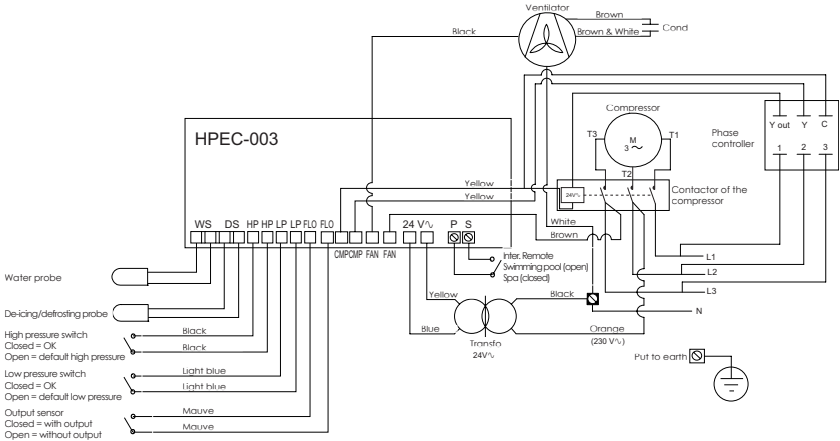 Ventilator
Brown
Cond
Black
Brown & White
Compressor
HPEC-003
T3
M
3
T1
T2
Phase
controller
Y out
Y
C
1
2
3
Yellow
Yellow
24V∿
Contactor of the
compressor
WS
DS
HP
HP
LP
LP
FLO
FLO
24 V∿
P
S
White
Brown
CMP
CMP
FAN
FAN
Inter. Remote
Swimming pool (open)
Spa (closed)
L1
L2
L3
N
Water probe
De-icing/defrosting probe
Yellow
Black
Blue
Transfo
24V∿
Orange
(230 V∿)
Put to earth
High pressure switch
Closed = OK
Open = default high pressure
Black
Black
Low pressure switch
Closed = OK
Open = default low pressure
Light blue
Light blue
Output sensor
Closed = with output
Open = without output
Mauve
Mauve